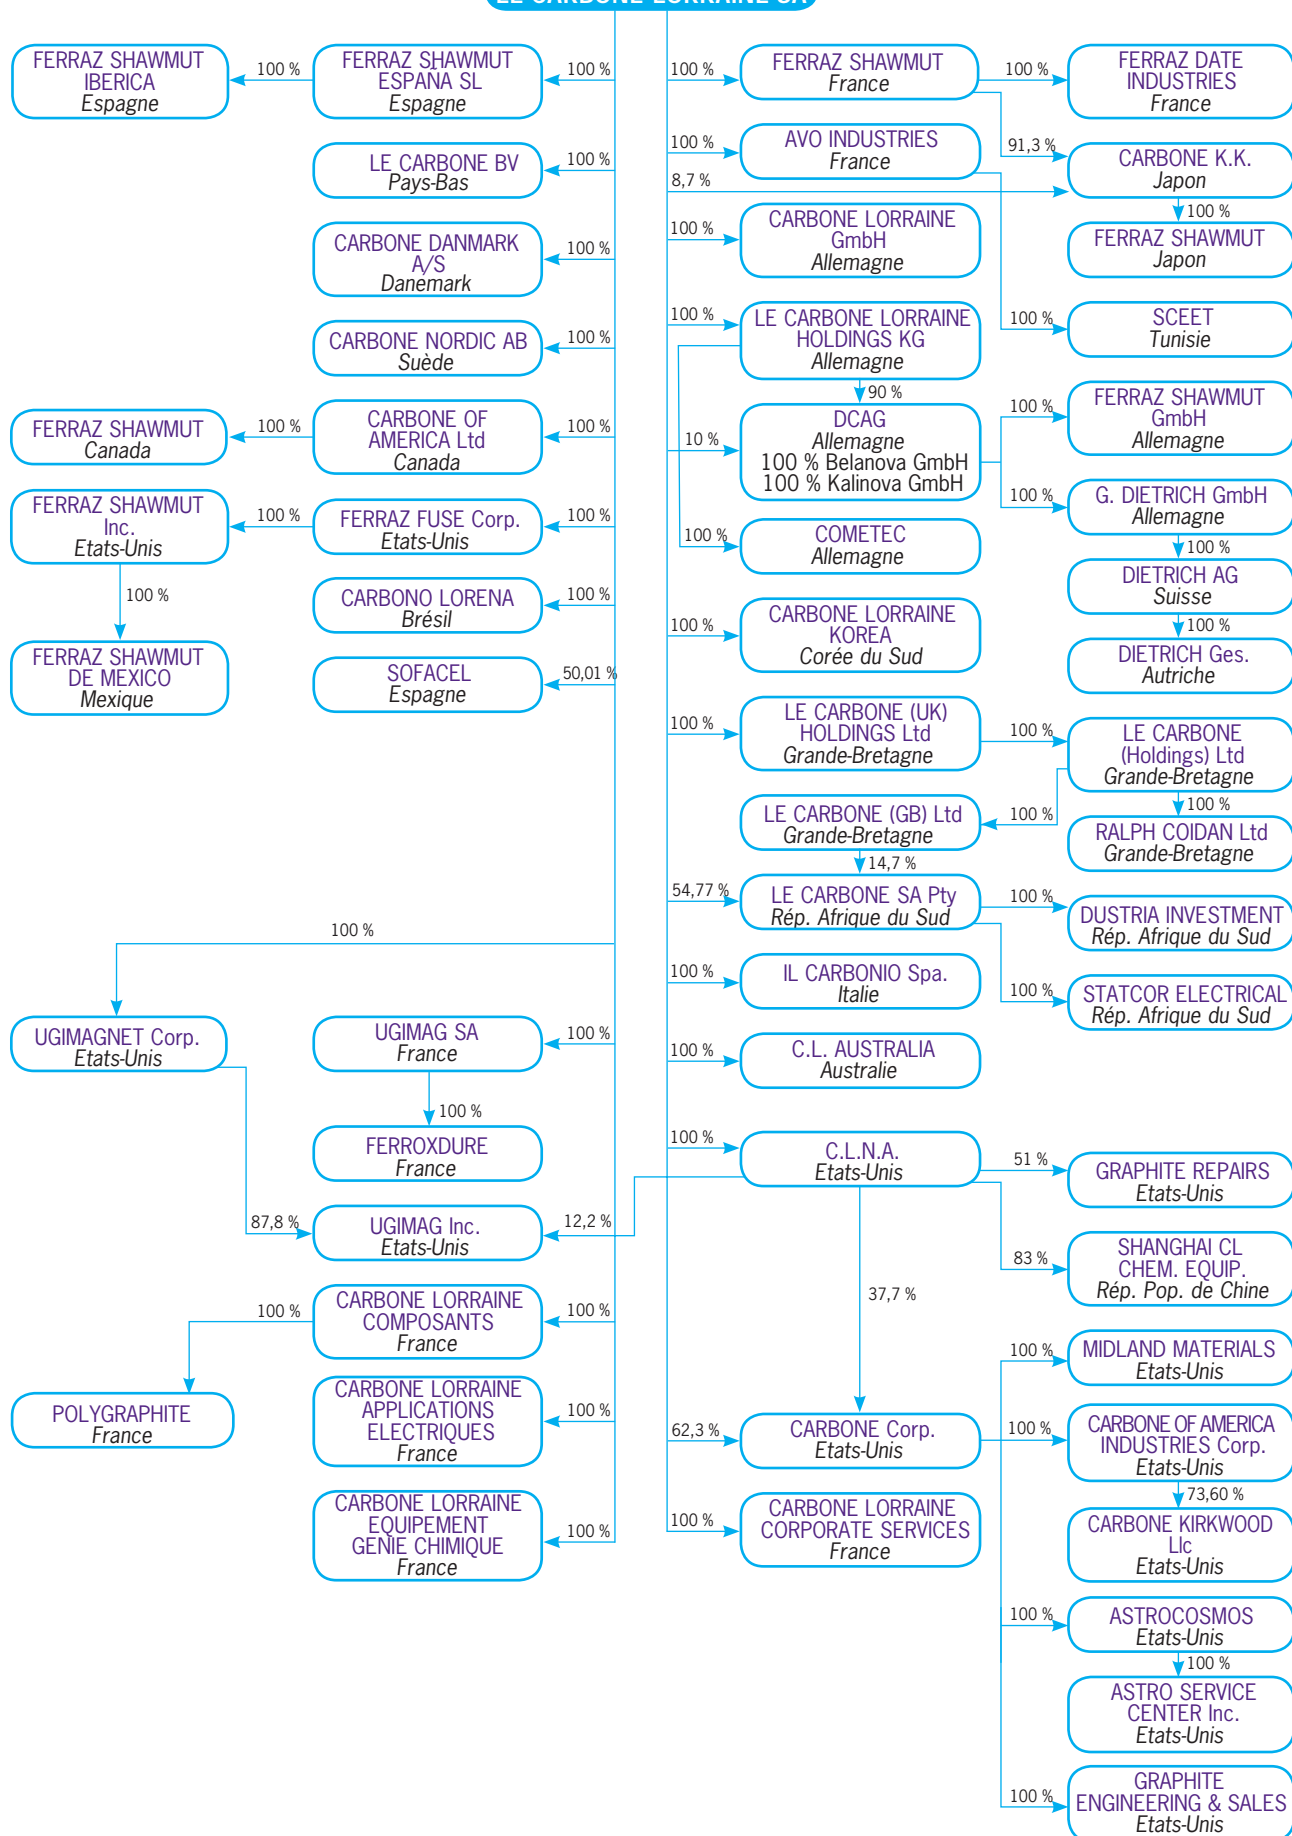 LE CARBONE-LORRAINE SA
FERRAZ SHAWMUT
IBERICA
Espagne
100 %
FERRAZ SHAWMUT
ESPAÑA SL
Espagne
100 %
LE CARBONE BV
Pays-Bas
100 %
CARBONE DANMARK
A/S
Danemark
100 %
CARBONE NORDIC AB
Suède
100 %
FERRAZ SHAWMUT
Canada
100 %
CARBONE OF
AMERICA Ltd
Canada
100 %
FERRAZ SHAWMUT
Inc.
Etats-Unis
100 %
FERRAZ FUSE Corp.
Etats-Unis
100 %
100 %
FERRAZ SHAWMUT
DE MEXICO
Mexique
CARBONO LORENA
Brésil
100 %
SOFACEL
Espagne
50,01 %
100 %
UGIMAGNET Corp.
Etats-Unis
UGIMAG SA
France
100 %
100 %
FERROXDURE
France
87,8 %
UGIMAG Inc.
Etats-Unis
12,2 %
100 %
CARBONE LORRAINE
COMPOSANTS
France
100 %
POLYGRAPHITE
France
CARBONE LORRAINE
APPLICATIONS
ELECTRIQUES
France
100 %
CARBONE LORRAINE
EQUIPEMENT
GENIE CHIMIQUE
France
100 %
100 %
FERRAZ SHAWMUT
France
100 %
FERRAZ DATE
INDUSTRIES
France
100 %
AVO INDUSTRIES
France
91,3 %
CARBONE K.K.
Japon
8,7 %
100 %
FERRAZ SHAWMUT
Japon
100 %
CARBONE LORRAINE
GmbH
Allemagne
100 %
LE CARBONE LORRAINE
HOLDINGS KG
Allemagne
100 %
SCEET
Tunisie
90 %
10 %
DCAG
Allemagne
100 % Belanova GmbH
100 % Kalinova GmbH
100 %
FERRAZ SHAWMUT
GmbH
Allemagne
100 %
G. DIETRICH GmbH
Allemagne
100 %
COMETEC
Allemagne
100 %
DIETRICH AG
Suisse
100 %
DIETRICH Ges.
Autriche
100 %
CARBONE LORRAINE
KOREA
Corée du Sud
100 %
LE CARBONE (UK)
HOLDINGS Ltd
Grande-Bretagne
100 %
LE CARBONE
(Holdings) Ltd
Grande-Bretagne
LE CARBONE (GB) Ltd
Grande-Bretagne
100 %
100 %
RALPH COIDAN Ltd
Grande-Bretagne
14,7 %
54,77 %
LE CARBONE SA Pty
Rép. Afrique du Sud
100 %
DUSTRIA INVESTMENT
Rép. Afrique du Sud
100 %
IL CARBONIO Spa.
Italie
100 %
STATCOR ELECTRICAL
Rép. Afrique du Sud
100 %
C.L. AUSTRALIA
Australie
100 %
C.L.N.A.
Etats-Unis
51 %
GRAPHITE REPAIRS
Etats-Unis
83 %
SHANGHAI CL
CHEM. EQUIP.
Rép. Pop. de Chine
37,7 %
100 %
MIDLAND MATERIALS
Etats-Unis
62,3 %
CARBONE Corp.
Etats-Unis
100 %
CARBONE OF AMERICA
INDUSTRIES Corp.
Etats-Unis
73,60 %
CARBONE KIRKWOOD
Llc
Etats-Unis
100 %
CARBONE LORRAINE
CORPORATE SERVICES
France
100 %
ASTROCOSMOS
Etats-Unis
100 %
ASTRO SERVICE
CENTER Inc.
Etats-Unis
100 %
GRAPHITE
ENGINEERING & SALES
Etats-Unis